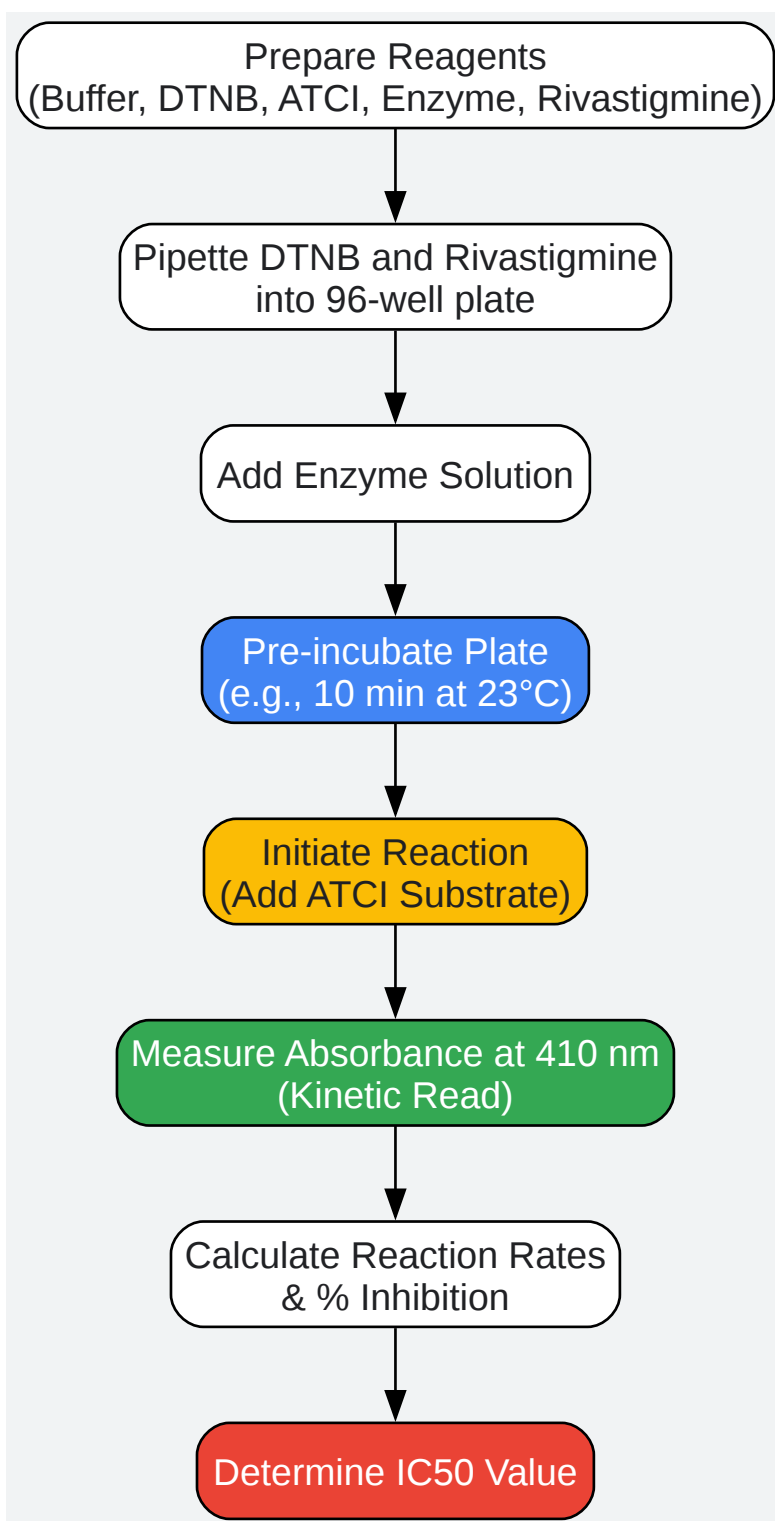 Prepare Reagents
(Buffer, DTNB, ATCI, Enzyme, Rivastigmine)
Pipette DTNB and Rivastigmine
into 96-well plate
Add Enzyme Solution
Pre-incubate Plate
(e.g., 10 min at 23°C)
Initiate Reaction
(Add ATCI Substrate)
Measure Absorbance at 410 nm
(Kinetic Read)
Calculate Reaction Rates
& % Inhibition
Determine IC50 Value